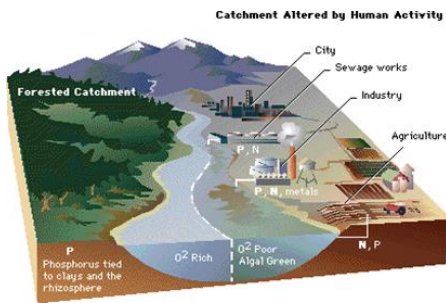 Catchment Altered by Human Activity
City
Sewage works
Forested Catchment
Industry
Agriculture
P, N
P, N, metals
P
Phosphorus tied
to clays and the
rhizosphere
O² Rich
O² Poor
Algal Green
N, P